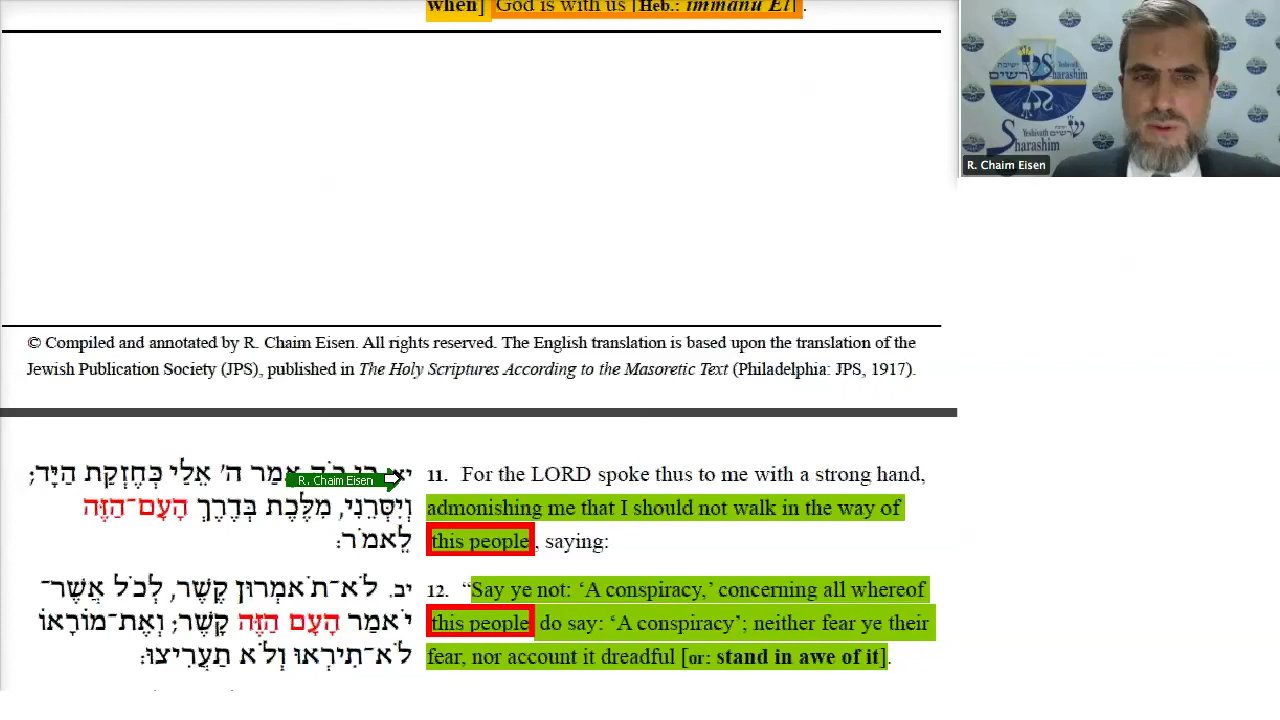 when] God is with us [Heb.: immanu El].
ישיבת שרשים
Yeshivath Sharashim
R. Chaim Eisen
© Compiled and annotated by R. Chaim Eisen. All rights reserved. The English translation is based upon the translation of the
Jewish Publication Society (JPS), published in The Holy Scriptures According to the Masoretic Text (Philadelphia: JPS, 1917).
אָמַר ה' אֵלַי כְּחֶזְקַת הַיָּד;
R. Chaim Eisen
וְיִסְּרֵנִי, מִלֶּכֶת בְּדֶרֶךְ הָעָם־הַזֶּה
לֵאמֹר:
11. For the LORD spoke thus to me with a strong hand,
admonishing me that I should not walk in the way of
this people, saying:
יב. לֹא־תֹאמְרוּן קֶשֶׁר, לְכֹל אֲשֶׁר־
יֹאמַר הָעָם הַזֶּה קָשֶׁר; וְאֶת־מוֹרָאוֹ
לֹא־תִירְאוּ וְלֹא תַעֲרִיצוּ:
12. “Say ye not: ‘A conspiracy,’ concerning all whereof
this people do say: ‘A conspiracy’; neither fear ye their
fear, nor account it dreadful [or: stand in awe of it].